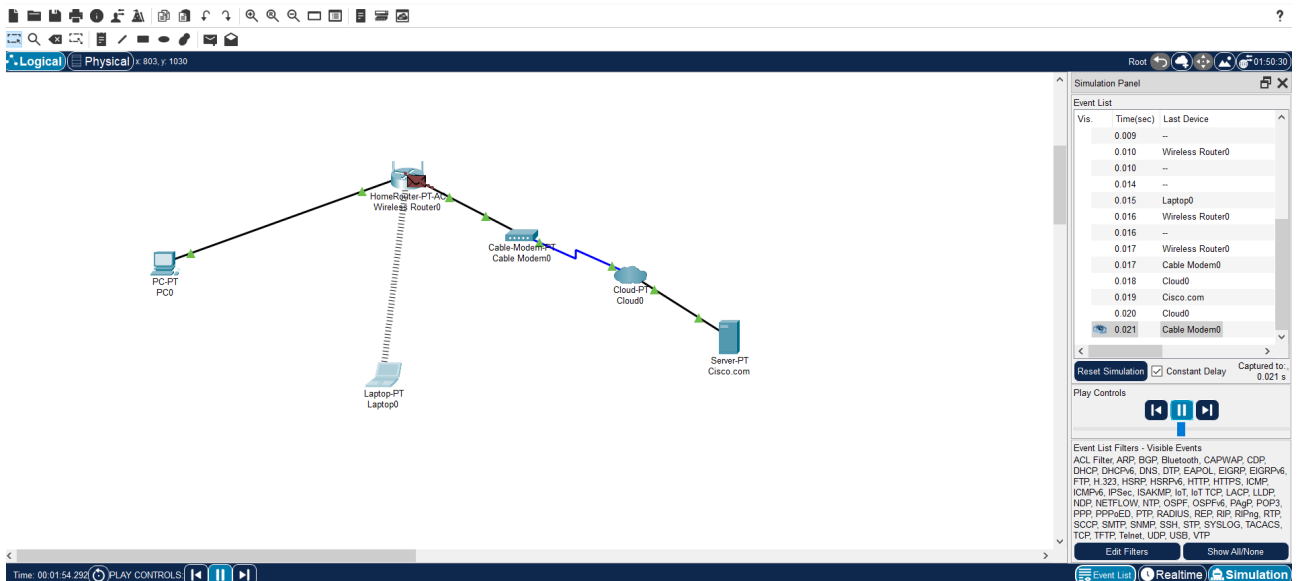 ?
Logical Physical x: 803, y: 1030 Root 01:50:30
HomeRouter-PT-AC
Wireless Router0
PC-PT
PC0
Cable-Modem-PT
Cable Modem0
Cloud-PT
Cloud0
Server-PT
Cisco.com
Laptop-PT
Laptop0
Simulation Panel
Event List
Vis. Time(sec) Last Device
0.009 --
0.010 Wireless Router0
0.010 --
0.014 --
0.015 Laptop0
0.016 Wireless Router0
0.016 --
0.017 Wireless Router0
0.017 Cable Modem0
0.018 Cloud0
0.019 Cisco.com
0.020 Cloud0
0.021 Cable Modem0
Reset Simulation Constant Delay Captured to:,
0.021 s
Play Controls
Event List Filters - Visible Events
ACL Filter, ARP, BGP, Bluetooth, CAPWAP, CDP,
DHCP, DHCPv6, DNS, DTP, EAPOL, EIGRP, EIGRPv6,
FTP, H.323, HSRP, HSRPv6, HTTP, HTTPS, ICMP,
ICMPv6, IPSec, ISAKMP, IoT, IoT TCP, LACP, LLDP,
NDP, NETFLOW, NTP, OSPF, OSPFv6, PAgP, POP3,
PPP, PPPoED, PTP, RADIUS, REP, RIP, RIPng, RTP,
SCCP, SMTP, SNMP, SSH, STP, SYSLOG, TACACS,
TCP, TFTP, Telnet, UDP, USB, VTP
Edit Filters Show All/None
Time: 00:01:54.292 PLAY CONTROLS: Event List Realtime Simulation